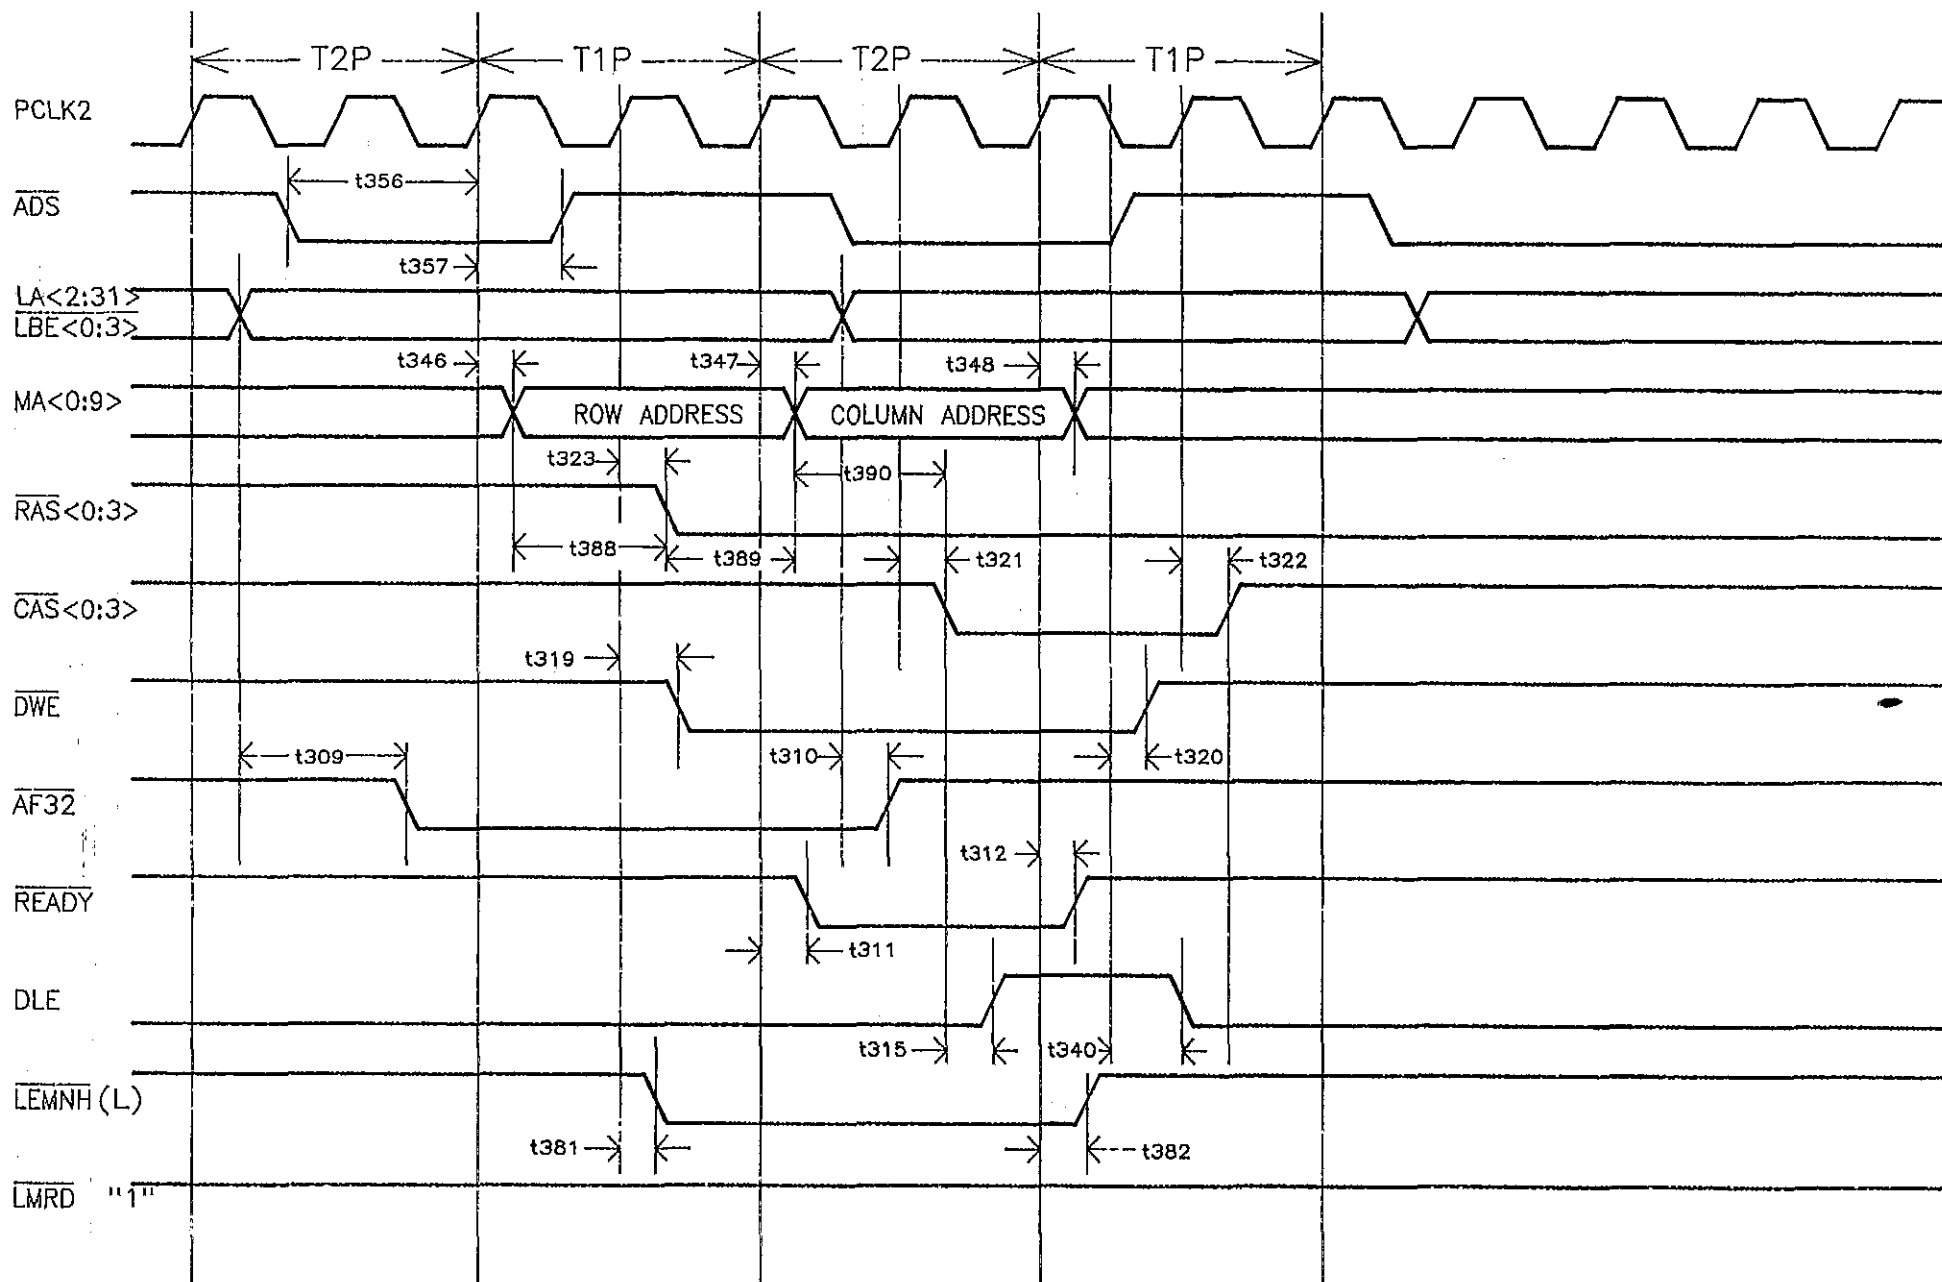 T2P T1P T2P T1P
PCLK2
t356
ADS
t357
LA<2:31>
LBE<0:3>
t346 t347 t348
MA<0:9> ROW ADDRESS COLUMN ADDRESS
t323 t390
RAS<0:3>
t388 t389 t321 t322
CAS<0:3>
t319
DWE
t309 t310 t320
AF32
t312
READY
t311
DLE
t315 t340
LEMNH (L)
t381 t382
LMRD "1"